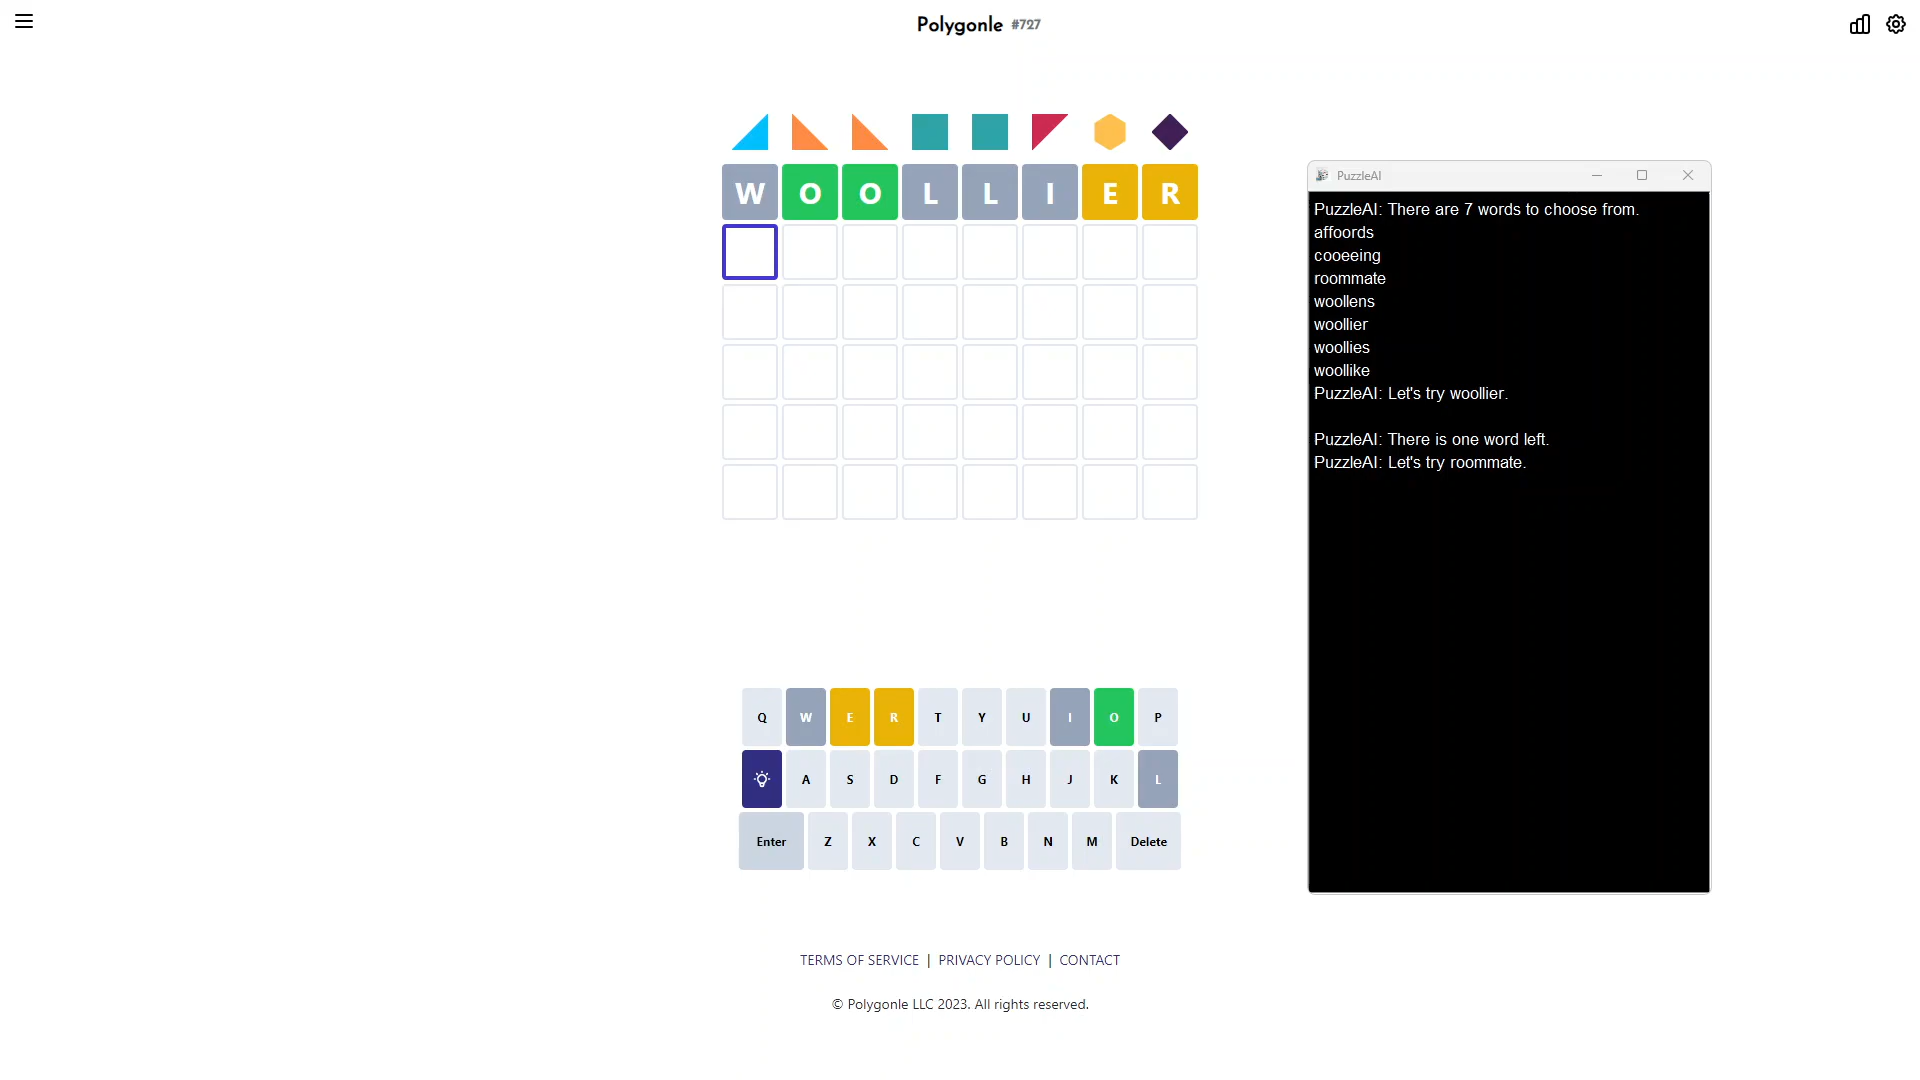 Polygonle #727
W O O L L I E R
PuzzleAI
PuzzleAI: There are 7 words to choose from.
affoords
cooeeing
roommate
woollens
woollier
woollies
woollike
PuzzleAI: Let's try woollier.
PuzzleAI: There is one word left.
PuzzleAI: Let's try roommate.
Q W E R T Y U I O P
A S D F G H J K L
Enter Z X C V B N M Delete
TERMS OF SERVICE | PRIVACY POLICY | CONTACT
© Polygonle LLC 2023. All rights reserved.